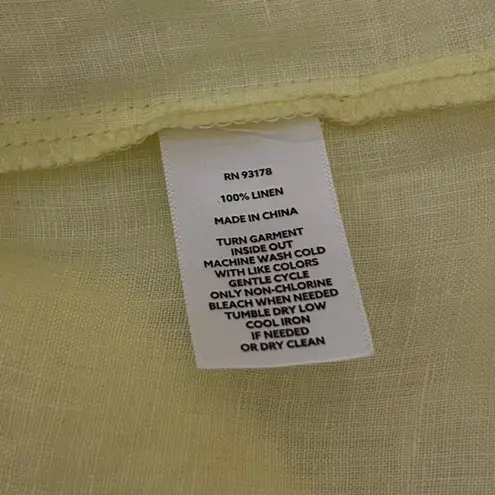 RN 93178
100% LINEN
MADE IN CHINA
TURN GARMENT
INSIDE OUT
MACHINE WASH COLD
WITH LIKE COLORS
GENTLE CYCLE
ONLY NON-CHLORINE
BLEACH WHEN NEEDED
TUMBLE DRY LOW
COOL IRON
IF NEEDED
OR DRY CLEAN